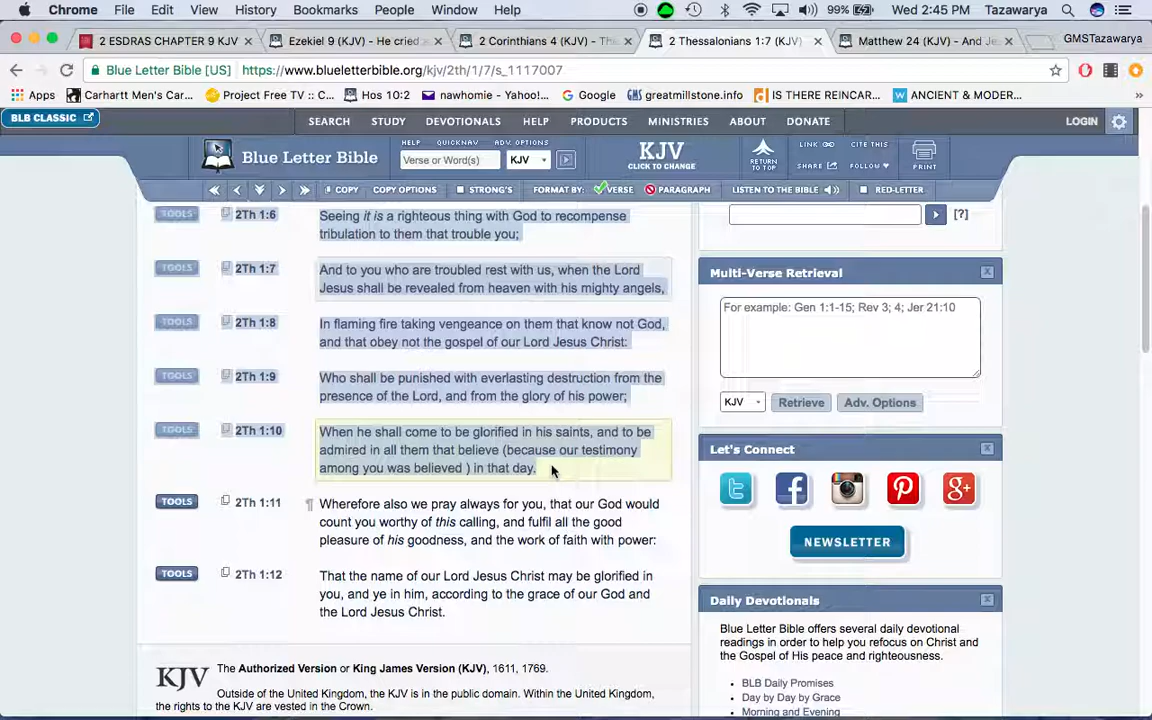 Chrome File Edit View History Bookmarks People Window Help 99% Wed 2:45 PM Tazawarya
2 ESDRAS CHAPTER 9 KJV Ezekiel 9 (KJV) - He cried 2 Corinthians 4 (KJV) - The 2 Thessalonians 1:7 (KJV) Matthew 24 (KJV) - And Je GMSTazawarya
Blue Letter Bible [US] https://www.blueletterbible.org/kjv/2th/1/7/s_1117007
Apps Carhartt Men's Car... Project Free TV :: C... Hos 10:2 nawhomie - Yahoo!... Google GMS greatmillstone.info IS THERE REINCAR... ANCIENT & MODER... »
BLB CLASSIC SEARCH STUDY DEVOTIONALS HELP PRODUCTS MINISTRIES ABOUT DONATE LOGIN
HELP QUICKNAV ADV. OPTIONS
Blue Letter Bible Verse or Word(s) KJV
KJV
CLICK TO CHANGE
RETURN TO TOP
LINK CITE THIS
SHARE FOLLOW
PRINT
COPY COPY OPTIONS STRONG'S FORMAT BY: VERSE PARAGRAPH LISTEN TO THE BIBLE RED-LETTER
TOOLS 2Th 1:6 Seeing it is a righteous thing with God to recompense
tribulation to them that trouble you;
TOOLS 2Th 1:7 And to you who are troubled rest with us, when the Lord
Jesus shall be revealed from heaven with his mighty angels,
TOOLS 2Th 1:8 In flaming fire taking vengeance on them that know not God,
and that obey not the gospel of our Lord Jesus Christ:
TOOLS 2Th 1:9 Who shall be punished with everlasting destruction from the
presence of the Lord, and from the glory of his power;
TOOLS 2Th 1:10 When he shall come to be glorified in his saints, and to be
admired in all them that believe (because our testimony
among you was believed ) in that day.
TOOLS 2Th 1:11 ¶ Wherefore also we pray always for you, that our God would
count you worthy of this calling, and fulfil all the good
pleasure of his goodness, and the work of faith with power:
TOOLS 2Th 1:12 That the name of our Lord Jesus Christ may be glorified in
you, and ye in him, according to the grace of our God and
the Lord Jesus Christ.
KJV The Authorized Version or King James Version (KJV), 1611, 1769.
Outside of the United Kingdom, the KJV is in the public domain. Within the United Kingdom,
the rights to the KJV are vested in the Crown.
[?]
Multi-Verse Retrieval
For example: Gen 1:1-15; Rev 3; 4; Jer 21:10
KJV Retrieve Adv. Options
Let's Connect
NEWSLETTER
Daily Devotionals
Blue Letter Bible offers several daily devotional
readings in order to help you refocus on Christ and
the Gospel of His peace and righteousness.
BLB Daily Promises
Day by Day by Grace
Morning and Evening